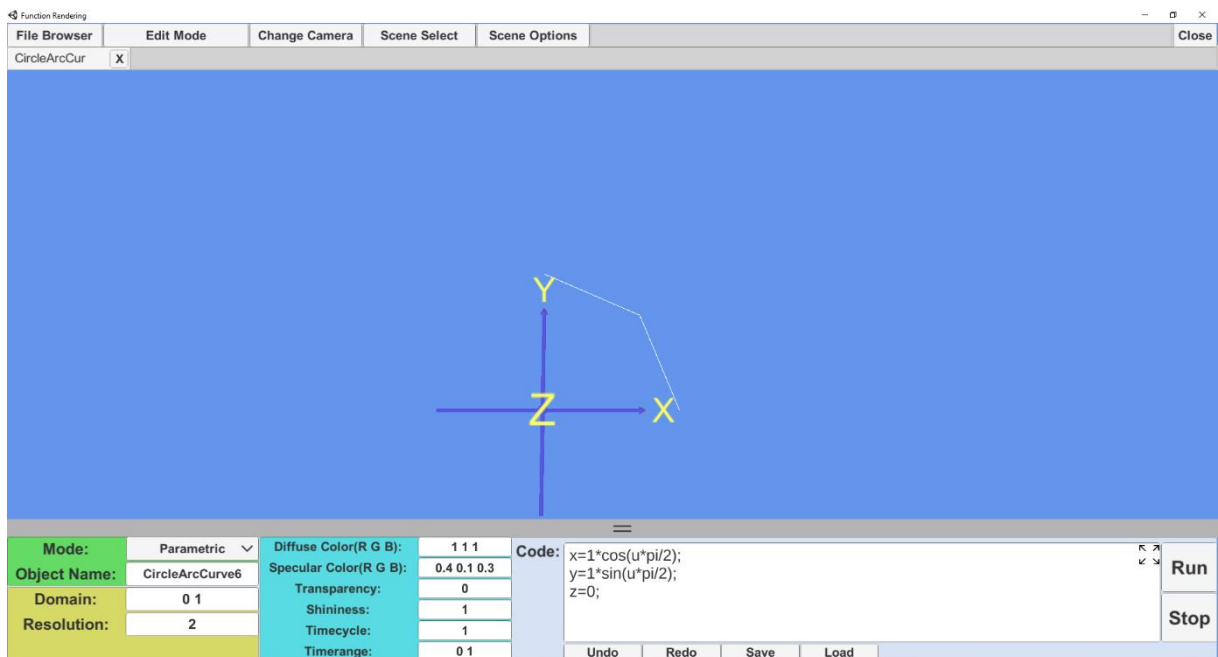 Function Rendering
File Browser Edit Mode Change Camera Scene Select Scene Options Close
CircleArcCur X
Y
Z X
Mode: Parametric
Object Name: CircleArcCurve6
Domain: 0 1
Resolution: 2
Diffuse Color(R G B): 1 1 1
Specular Color(R G B): 0.4 0.1 0.3
Transparency: 0
Shininess: 1
Timecycle: 1
Timerange: 0 1
Code:
x=1*cos(u*pi/2);
y=1*sin(u*pi/2);
z=0;
Run
Stop
Undo Redo Save Load